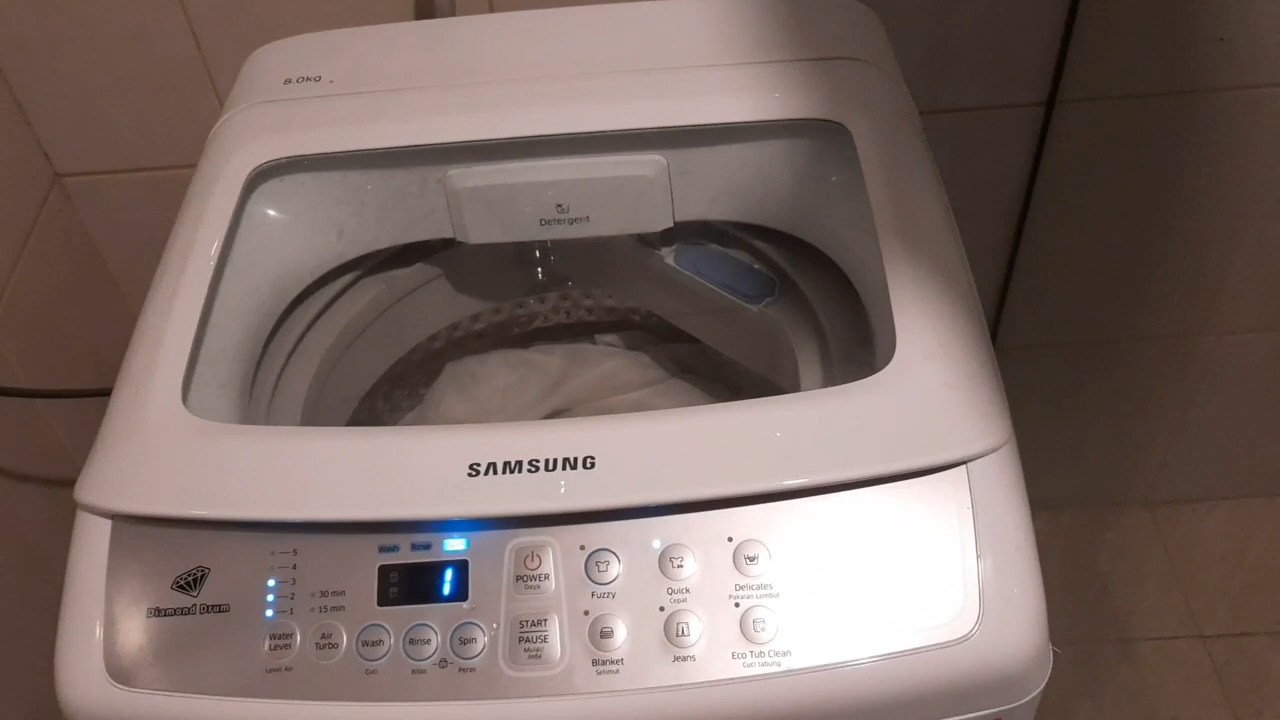 8.0kg
Detergent
SAMSUNG
Diamond Drum
5
4
3
2
1
30 min
15 min
Wash
Rinse
1
Water
Level
Level Air
Air
Turbo
Wash
Cuci
Rinse
Bilas
Spin
Peras
POWER
Daya
START
PAUSE
Mulai/
Jeda
Fuzzy
Quick
Cepat
Delicates
Pakaian Lembut
Blanket
Selimut
Jeans
Eco Tub Clean
Cuci tabung